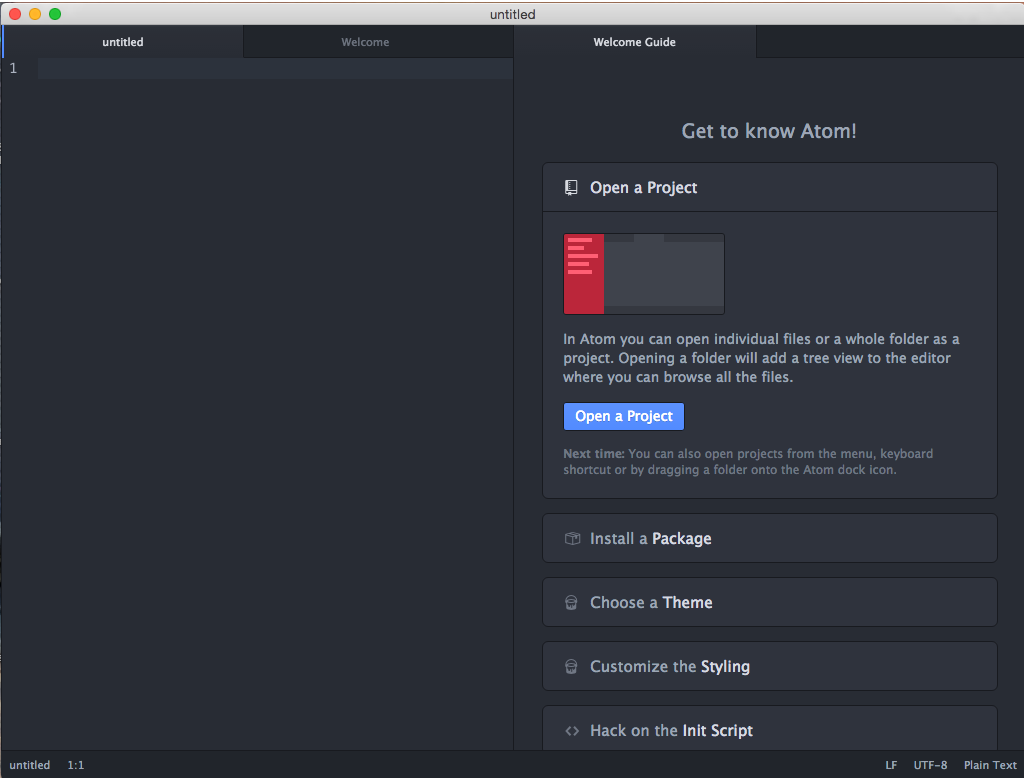 untitled
untitled Welcome Welcome Guide
1
Get to know Atom!
Open a Project
In Atom you can open individual files or a whole folder as a
project. Opening a folder will add a tree view to the editor
where you can browse all the files.
Open a Project
Next time: You can also open projects from the menu, keyboard
shortcut or by dragging a folder onto the Atom dock icon.
Install a Package
Choose a Theme
Customize the Styling
Hack on the Init Script
untitled 1:1 LF UTF-8 Plain Text